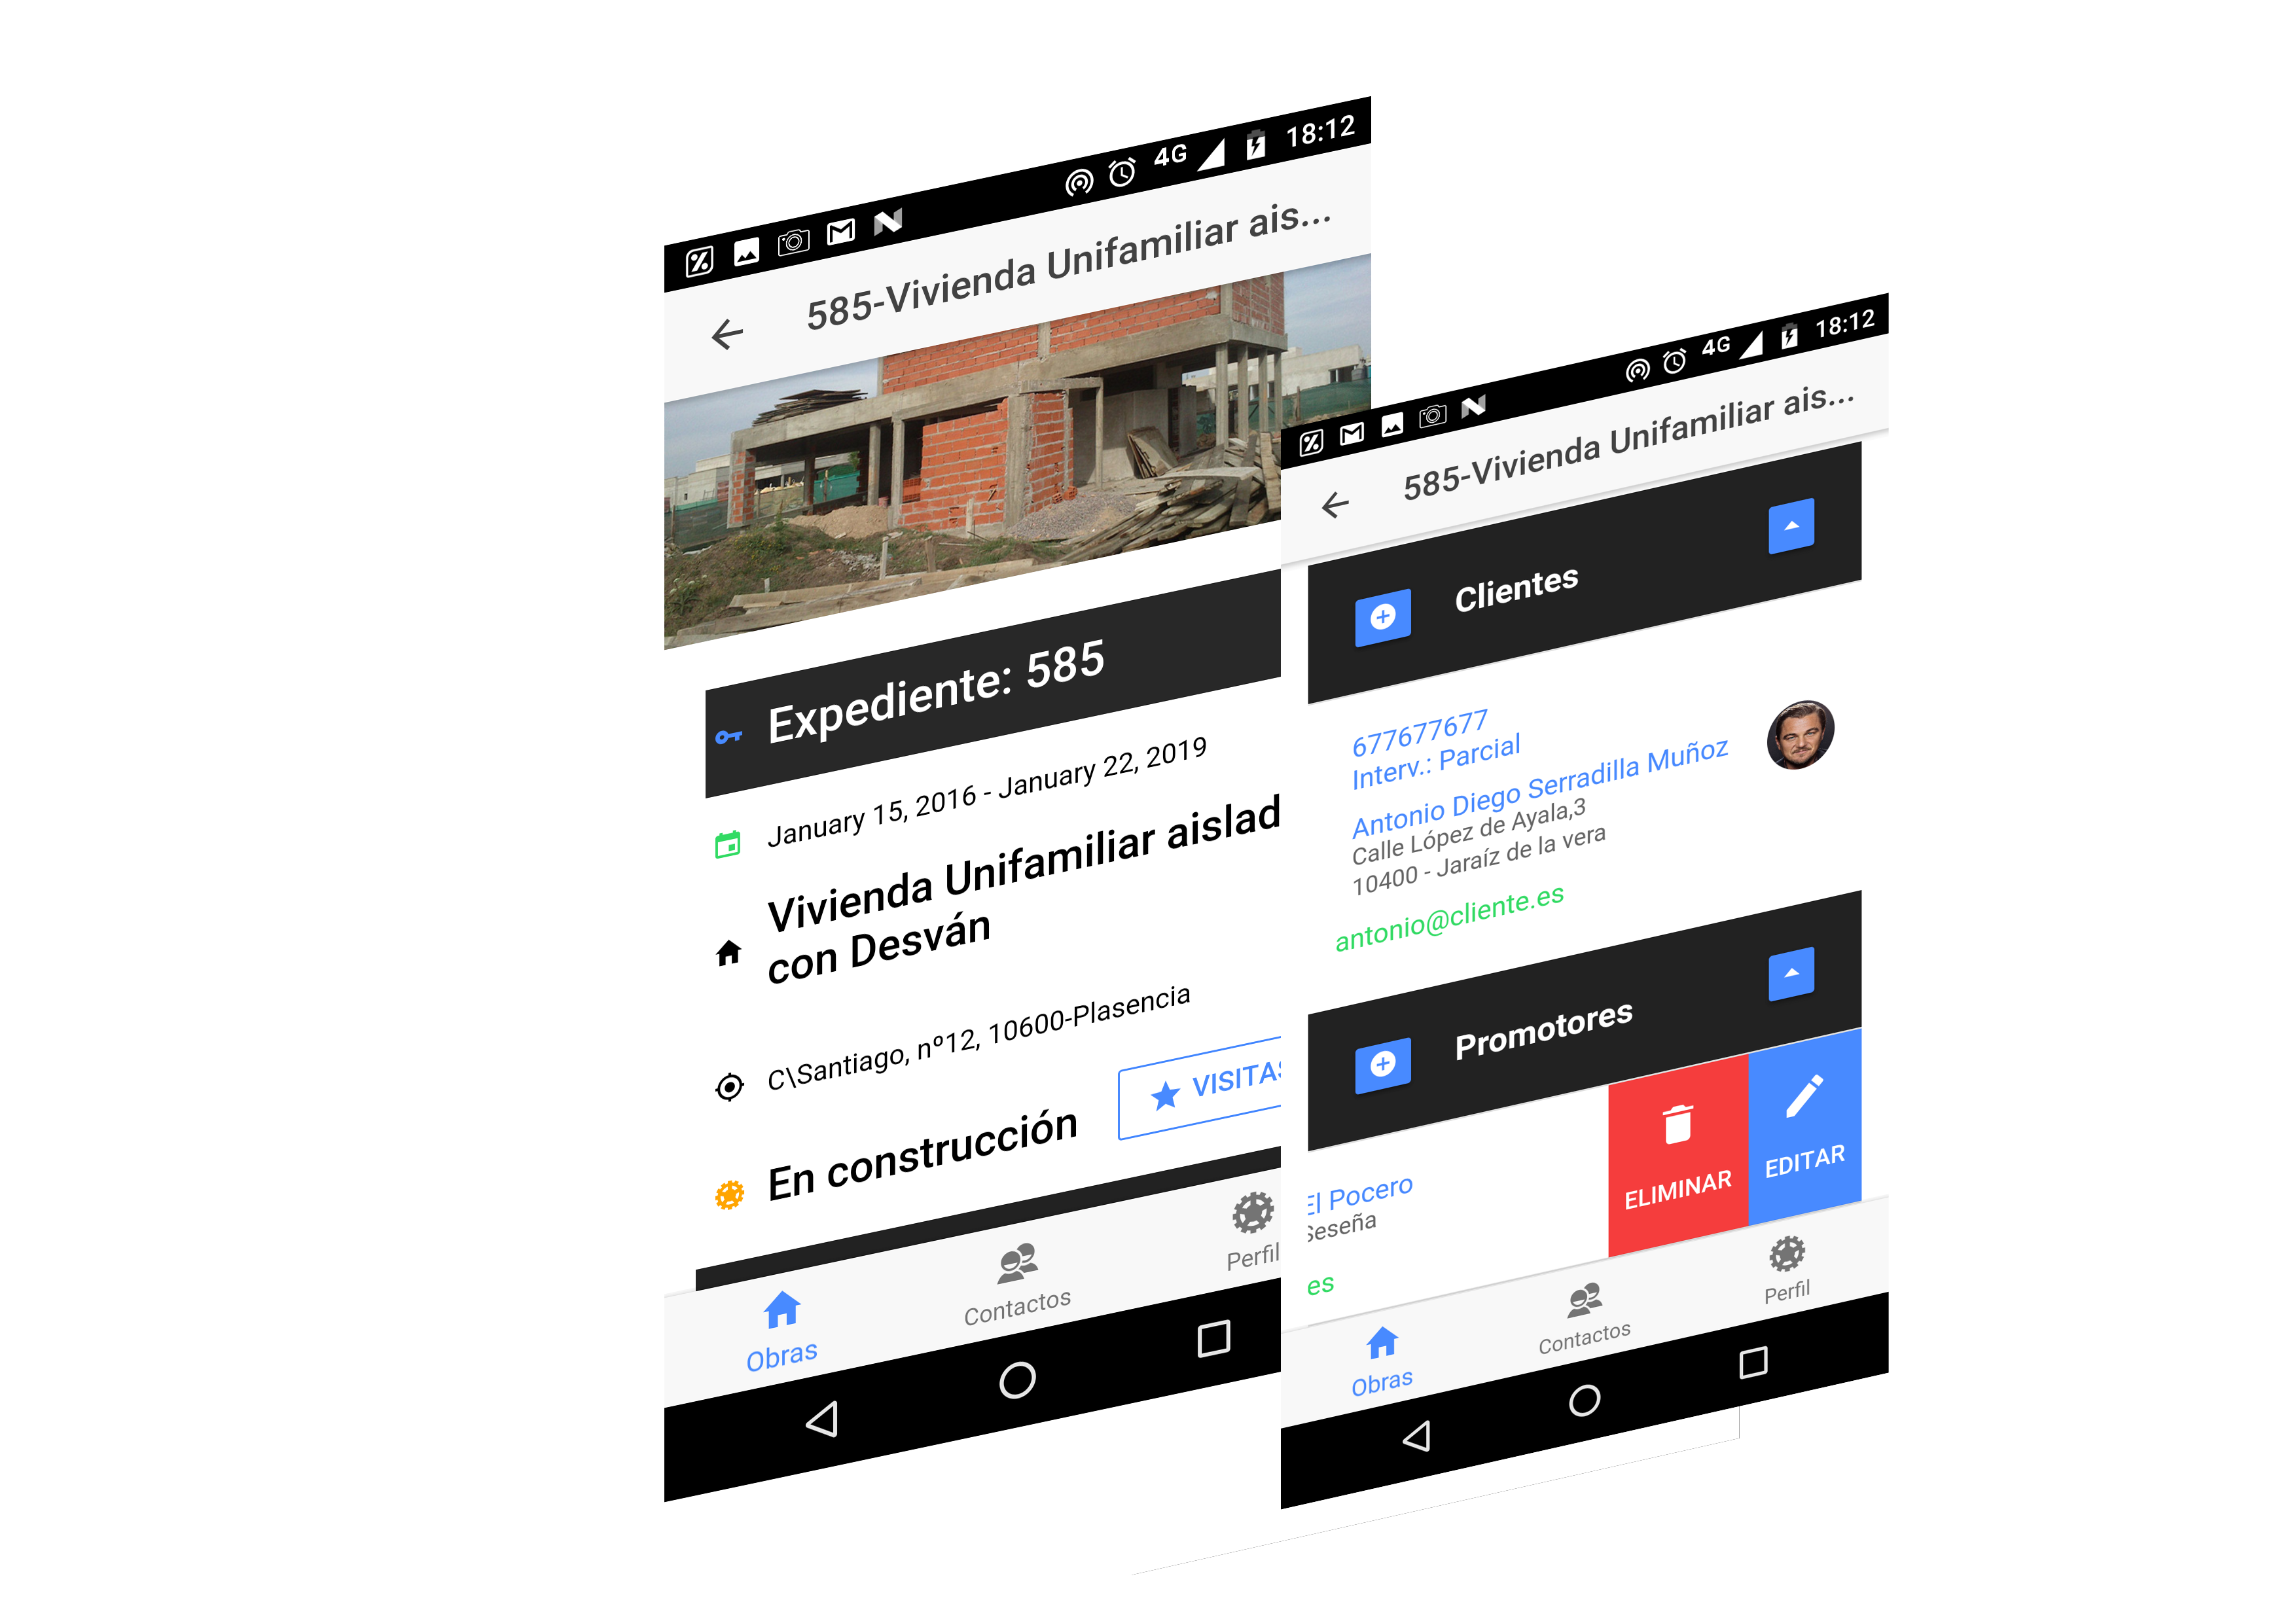 4G 18:12
585-Vivienda Unifamiliar ais...
Expediente: 585
January 15, 2016 - January 22, 2019
Vivienda Unifamiliar aislad
con Desván
C\Santiago, nº12, 10600-Plasencia
En construcción
VISITAS
Obras
Contactos
Perfil
4G 18:12
585-Vivienda Unifamiliar ais...
Clientes
677677677
Interv.: Parcial
Antonio Diego Serradilla Muñoz
Calle López de Ayala,3
10400 - Jaraíz de la vera
antonio@cliente.es
Promotores
El Pocero
Seseña
es
ELIMINAR
EDITAR
Obras
Contactos
Perfil